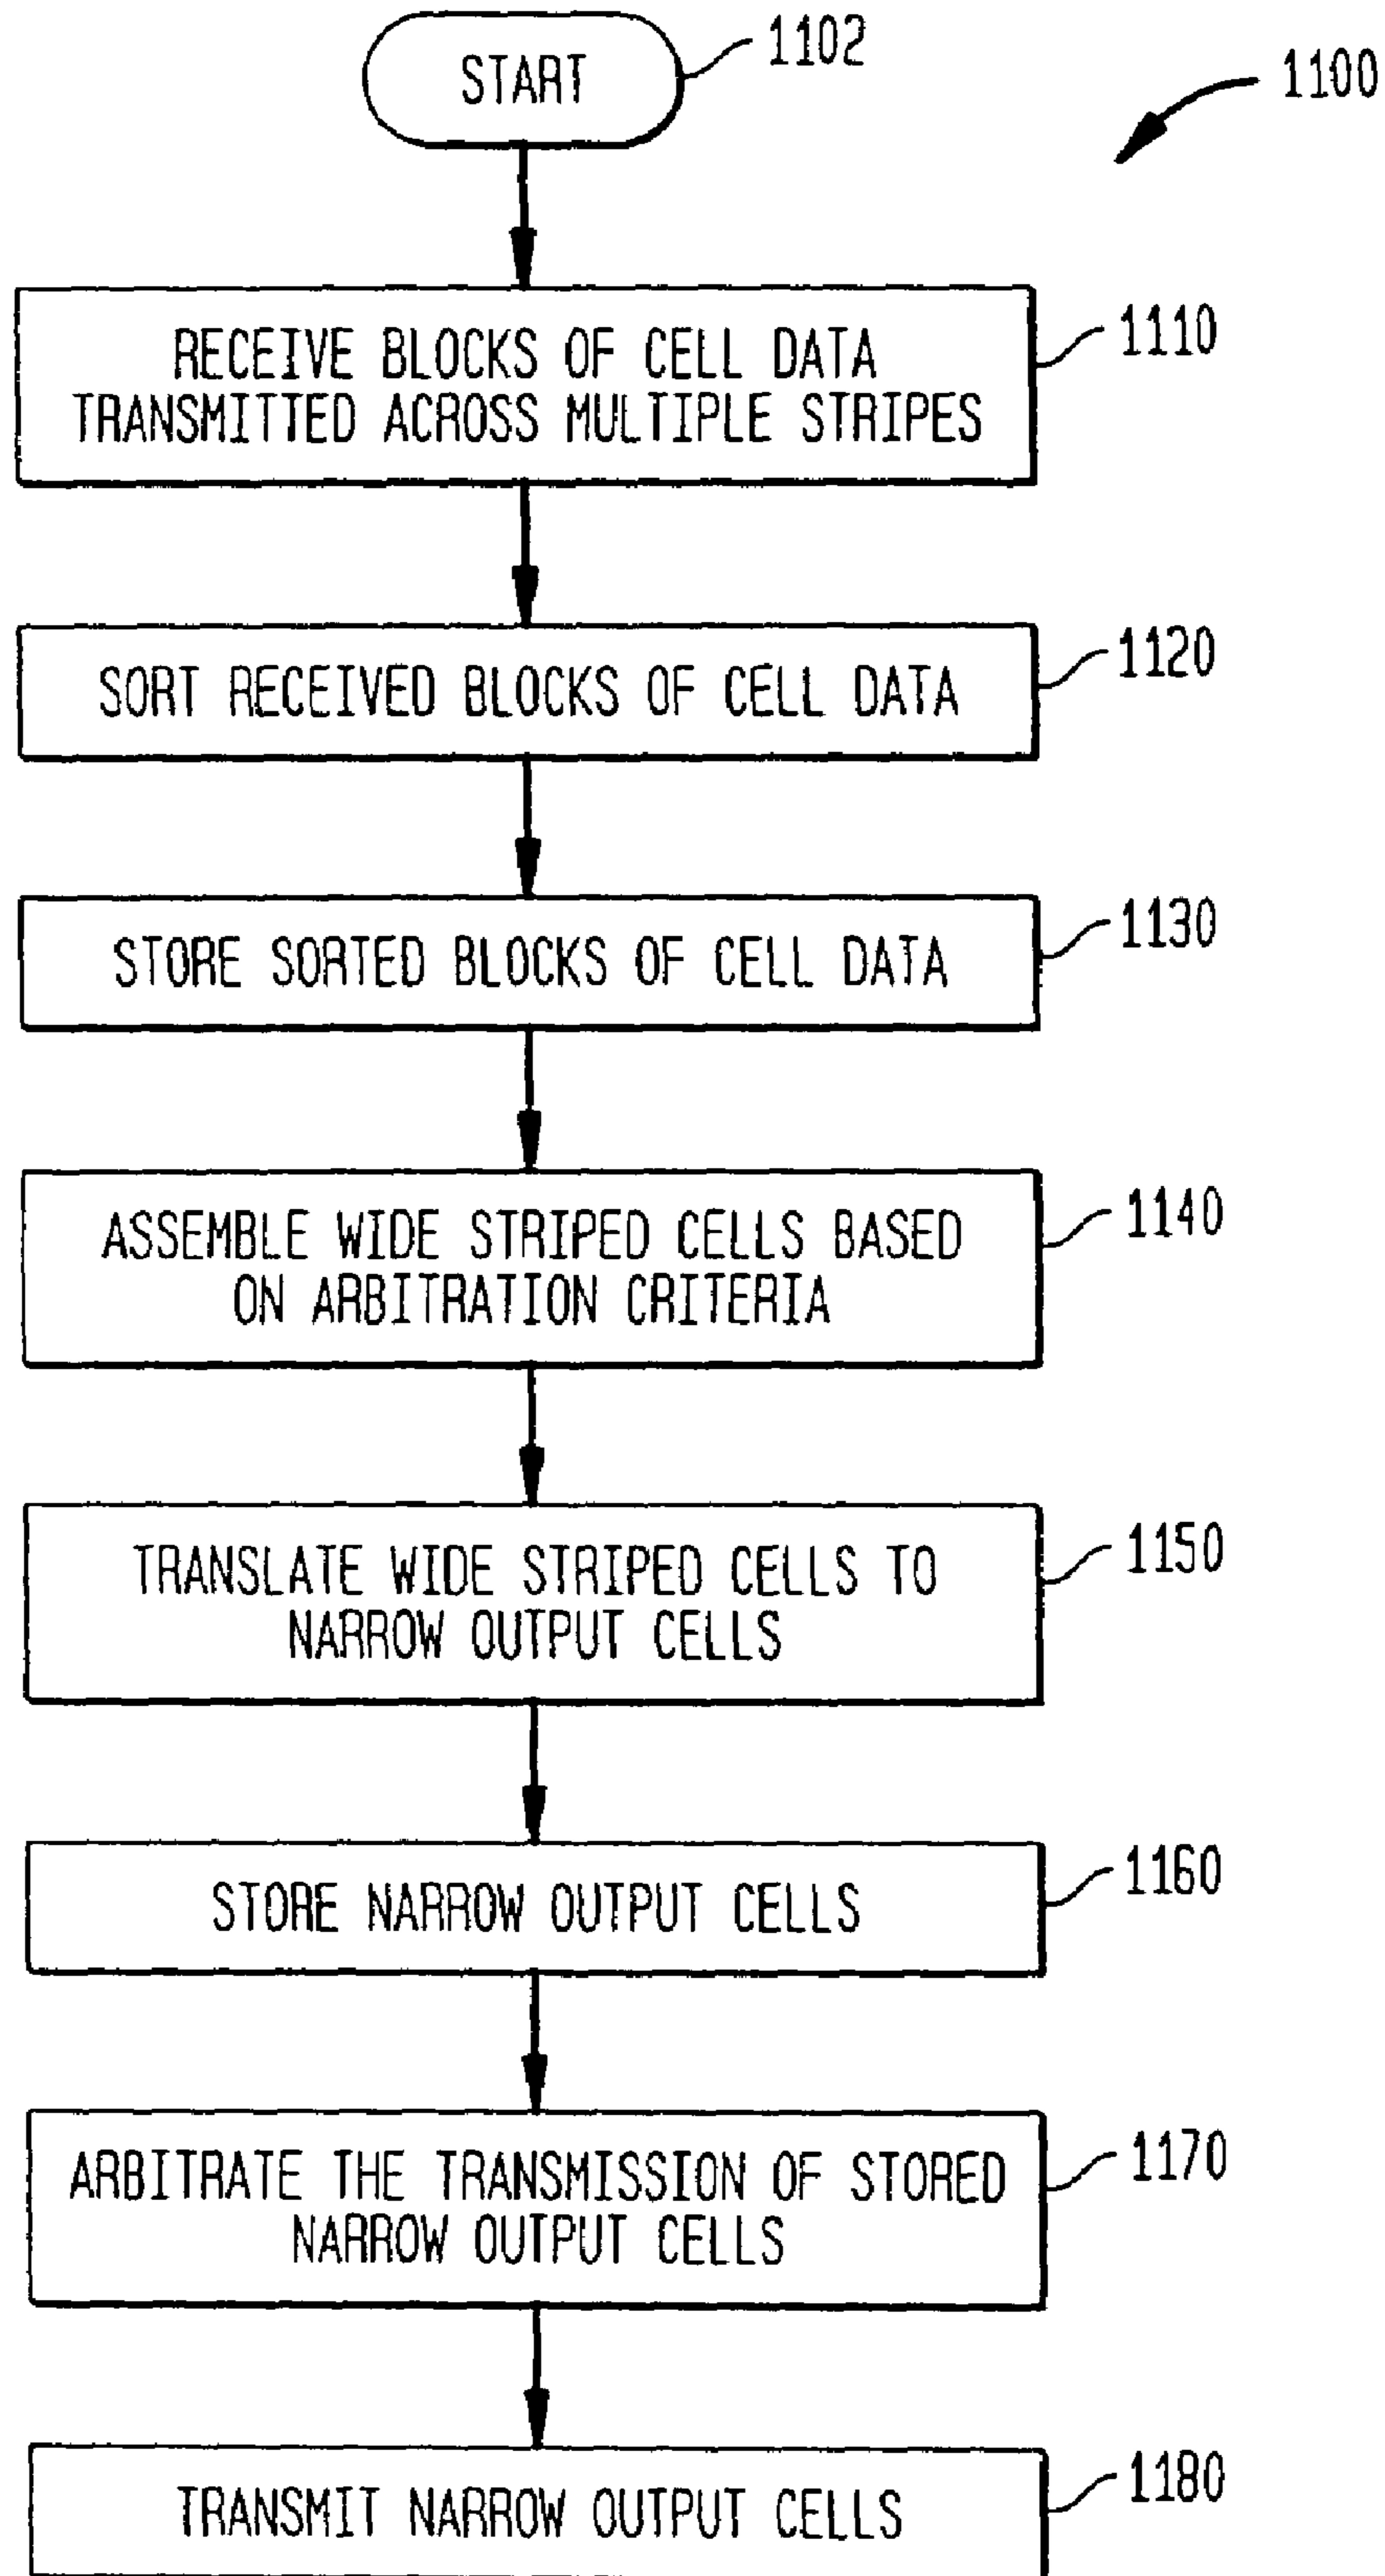 START
1102
1100
RECEIVE BLOCKS OF CELL DATA
TRANSMITTED ACROSS MULTIPLE STRIPES
1110
SORT RECEIVED BLOCKS OF CELL DATA
1120
STORE SORTED BLOCKS OF CELL DATA
1130
ASSEMBLE WIDE STRIPED CELLS BASED
ON ARBITRATION CRITERIA
1140
TRANSLATE WIDE STRIPED CELLS TO
NARROW OUTPUT CELLS
1150
STORE NARROW OUTPUT CELLS
1160
ARBITRATE THE TRANSMISSION OF STORED
NARROW OUTPUT CELLS
1170
TRANSMIT NARROW OUTPUT CELLS
1180